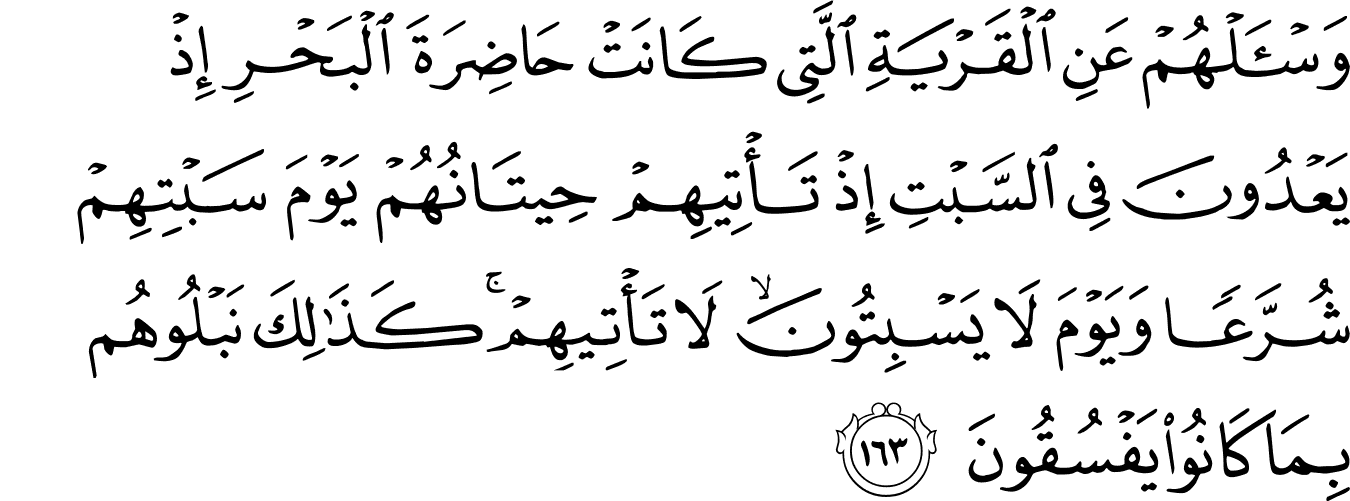 وَسْـَٔلْهُمْ عَنِ ٱلْقَرْيَةِ ٱلَّتِى كَانَتْ حَاضِرَةَ ٱلْبَحْرِ إِذْ
يَعْدُونَ فِى ٱلسَّبْتِ إِذْ تَأْتِيهِمْ حِيتَانُهُمْ يَوْمَ سَبْتِهِمْ
شُرَّعًا وَيَوْمَ لَا يَسْبِتُونَ ۙ لَا تَأْتِيهِمْ ۚ كَذَٰلِكَ نَبْلُوهُم
بِمَا كَانُوا۟ يَفْسُقُونَ ١٦٣